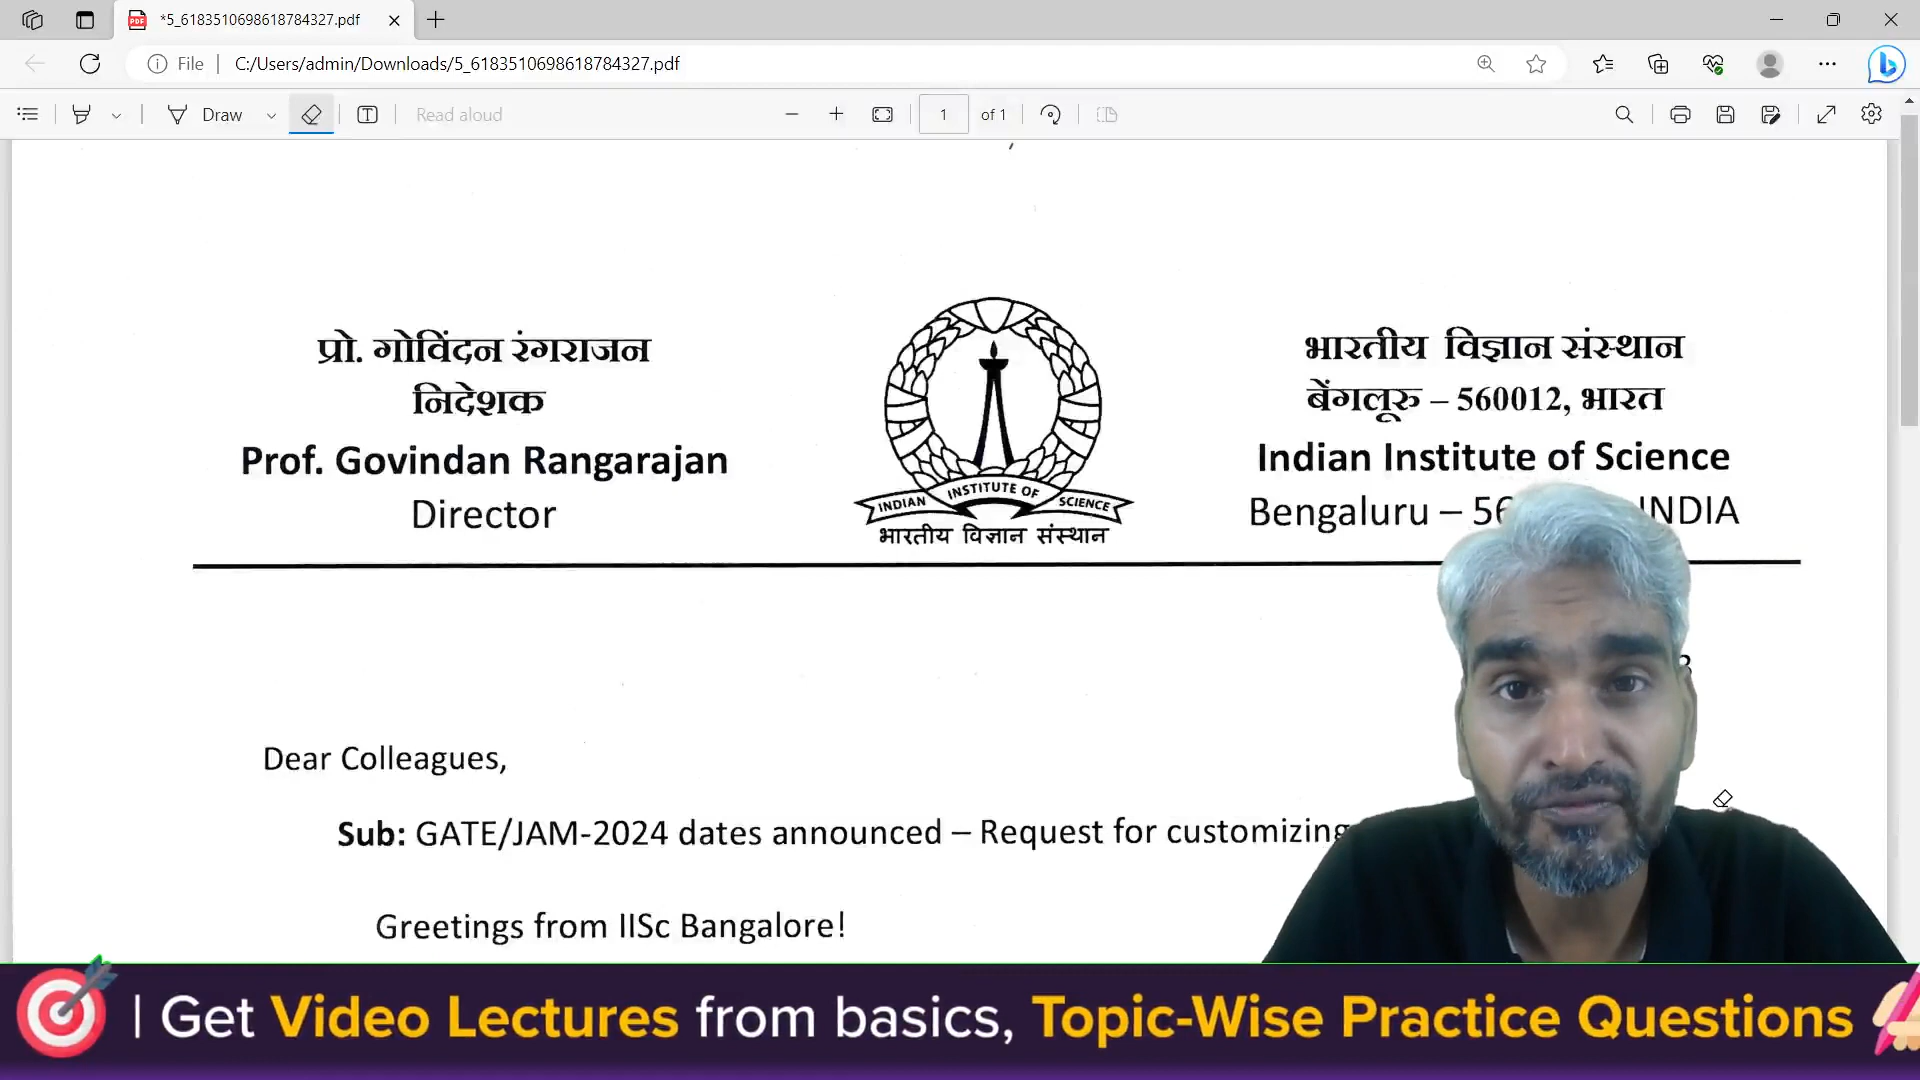 *5_6183510698618784327.pdf
File
C:/Users/admin/Downloads/5_6183510698618784327.pdf
Draw
Read aloud
1
of 1
प्रो. गोविंदन रंगराजन
निदेशक
Prof. Govindan Rangarajan
Director
INDIAN INSTITUTE OF SCIENCE
भारतीय विज्ञान संस्थान
भारतीय विज्ञान संस्थान
बेंगलूरु – 560012, भारत
Indian Institute of Science
Bengaluru – 56 INDIA
Dear Colleagues,
Sub: GATE/JAM-2024 dates announced – Request for customizing
Greetings from IISc Bangalore!
| Get Video Lectures from basics, Topic-Wise Practice Questions